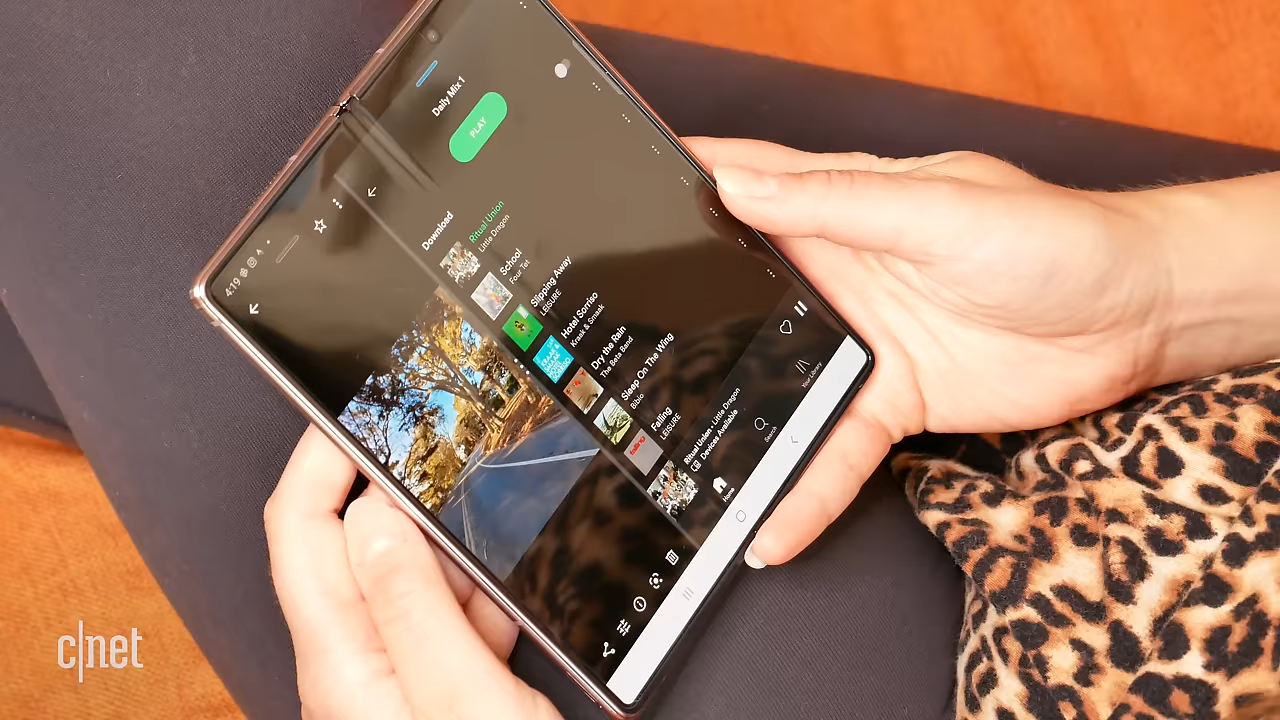 4:19
Daily Mix 1
PLAY
Download
Ritual Union
Little Dragon
School
Four Tet
Slipping Away
LEISURE
Hotel Sorriso
Kraak & Smaak
Dry the Rain
The Beta Band
Sleep On The Wing
Bibio
Falling
LEISURE
Ritual Union • Little Dragon
Devices Available
Home
Search
Your Library
c|net